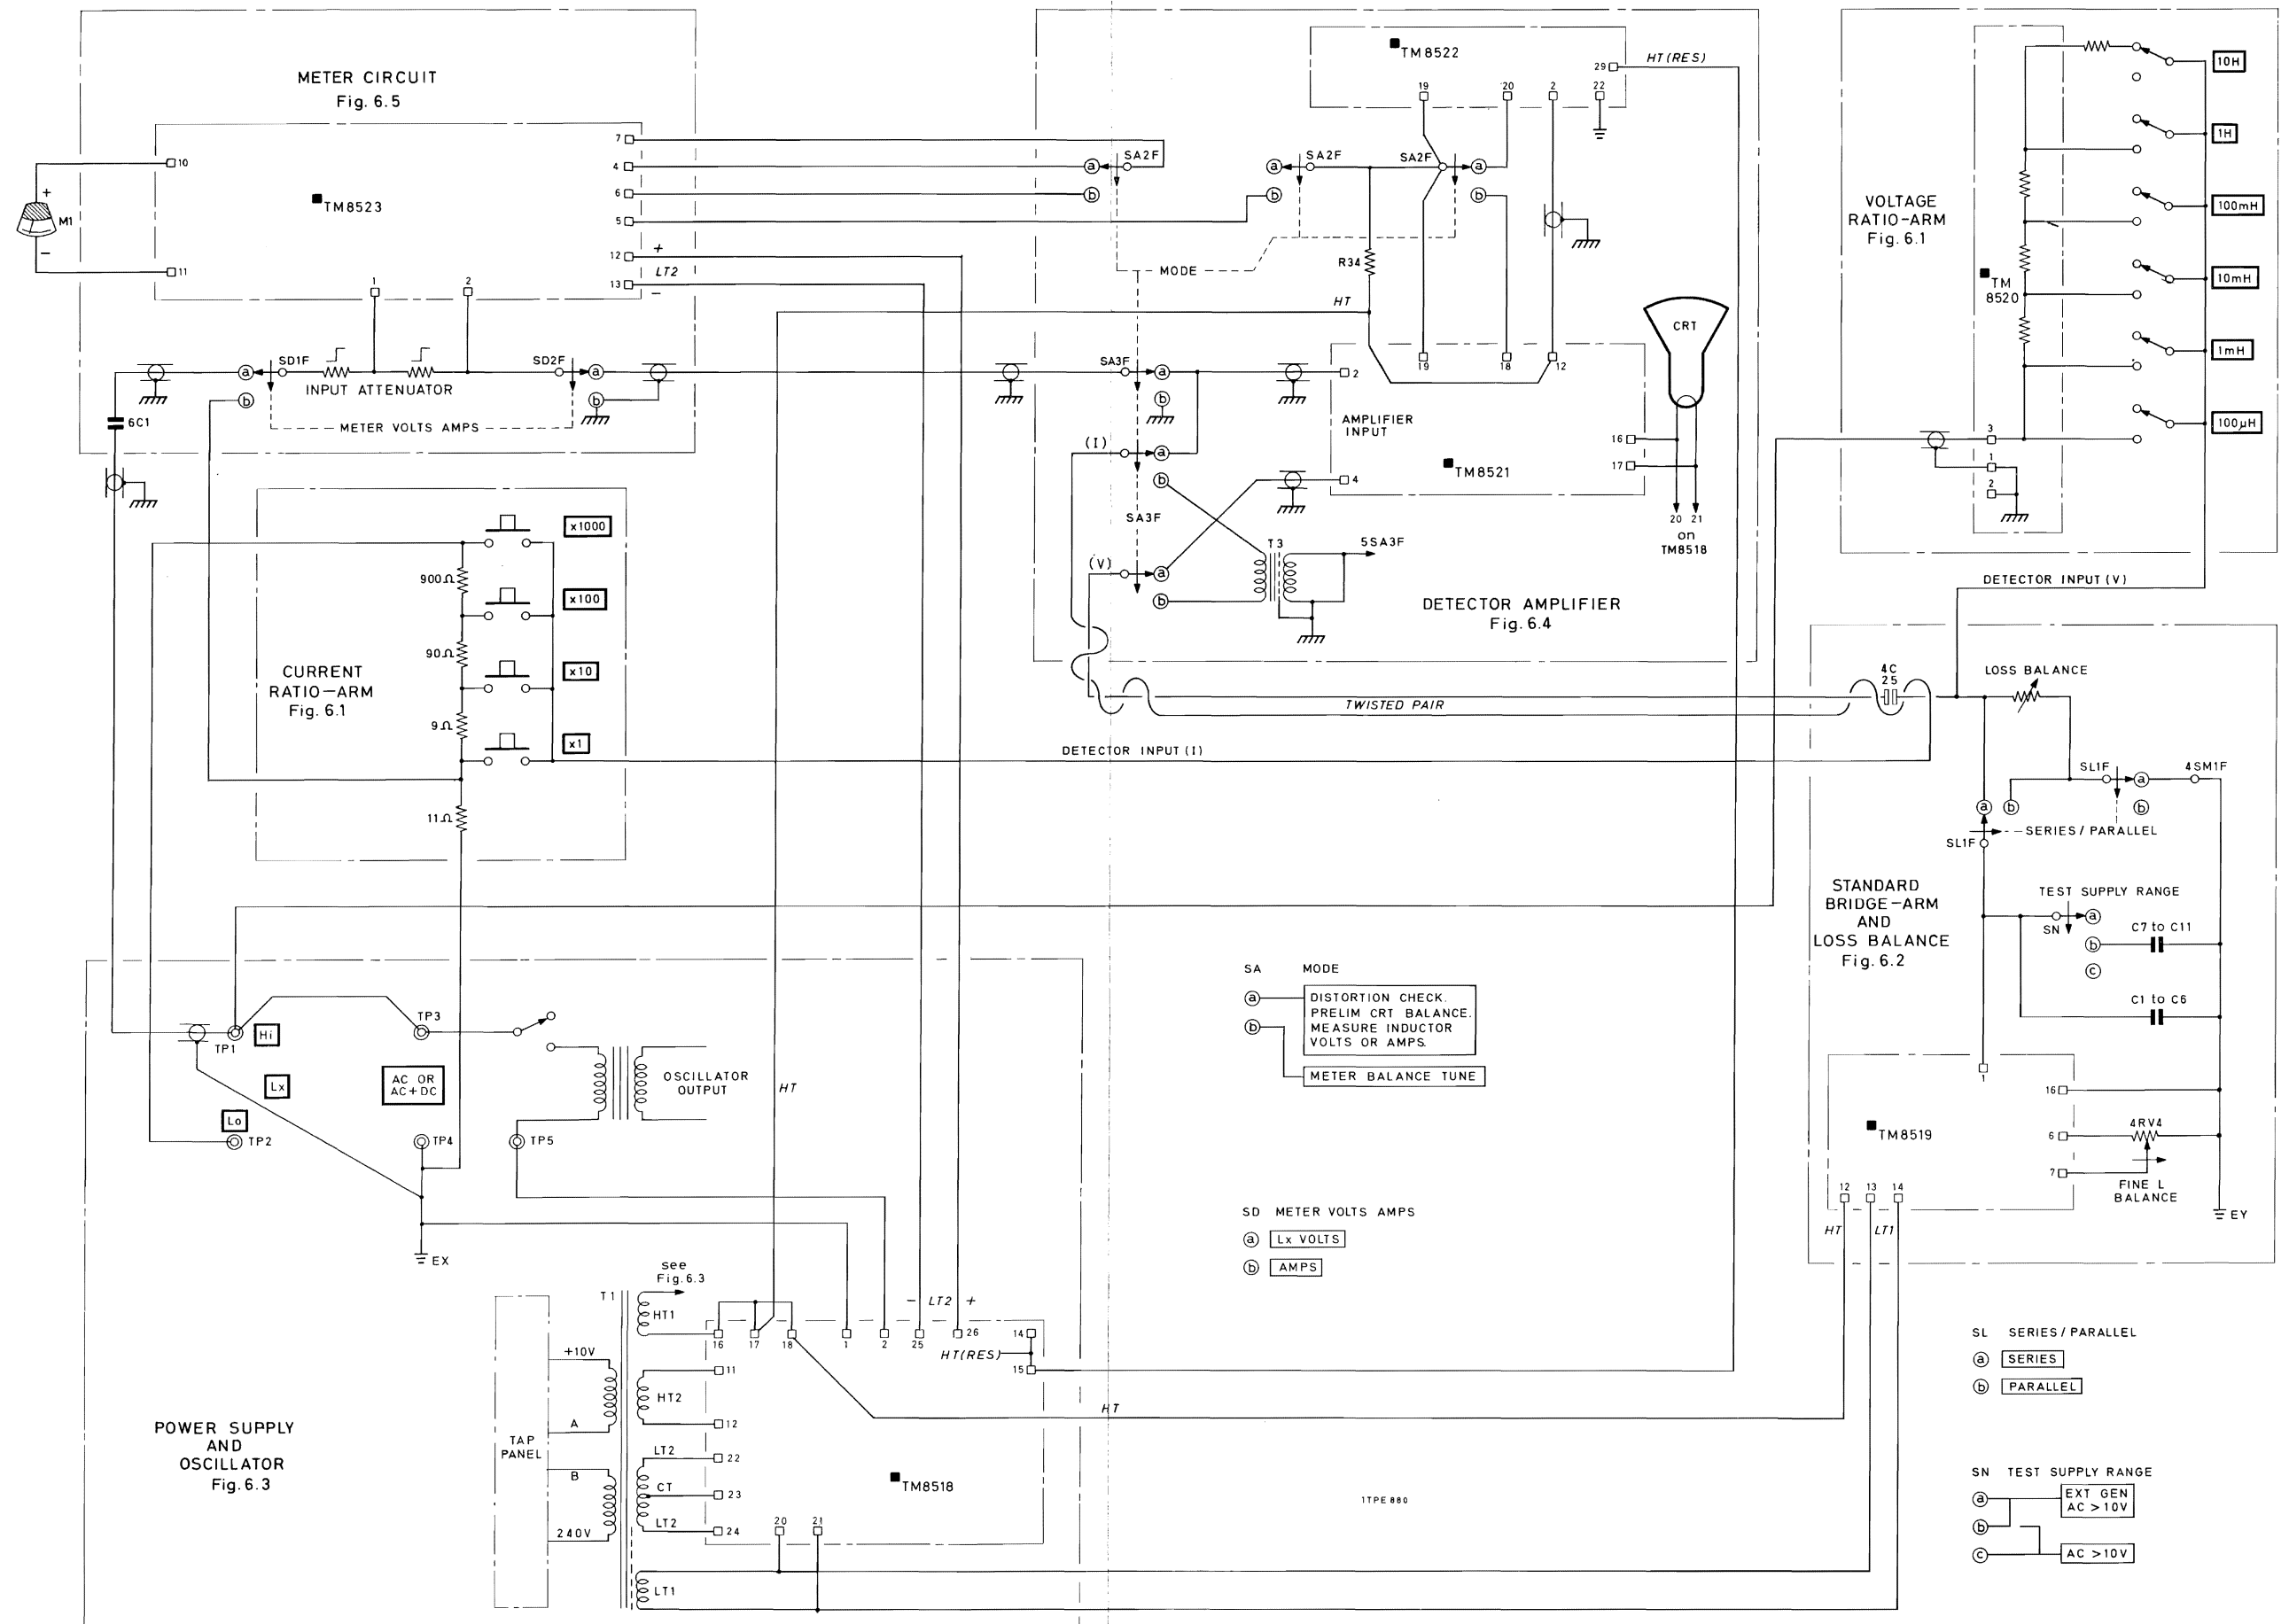 METER CIRCUIT
Fig. 6.5
10
11
M1
+
−
TM8523
1
2
7
4
6
5
12
+
LT2
13
−
SD1F
INPUT ATTENUATOR
SD2F
a
b
a
b
METER VOLTS AMPS
6C1
CURRENT
RATIO-ARM
Fig. 6.1
900Ω
90Ω
9Ω
11Ω
x1000
x100
x10
x1
TM8522
29
HT (RES)
19
20
2
22
a
SA2F
b
a
SA2F
b
SA2F
a
b
MODE
R34
HT
SA3F
a
b
2
AMPLIFIER
INPUT
TM8521
4
19
18
12
16
17
CRT
20 21
on
TM8518
(I)
a
b
SA3F
(V)
a
b
T3
5SA3F
DETECTOR AMPLIFIER
Fig. 6.4
TWISTED PAIR
DETECTOR INPUT (I)
VOLTAGE
RATIO-ARM
Fig. 6.1
TM
8520
3
1
2
10H
1H
100mH
10mH
1mH
100µH
DETECTOR INPUT (V)
4C
25
LOSS BALANCE
SL1F
a
4SM1F
b
a
b
SERIES / PARALLEL
SL1F
STANDARD
BRIDGE-ARM
AND
LOSS BALANCE
Fig. 6.2
TEST SUPPLY RANGE
SN
a
b
c
C7 to C11
C1 to C6
1
16
TM8519
6
4RV4
7
FINE L
BALANCE
12
13
14
HT
LT1
EY
TP1
Hi
TP3
Lx
AC OR
AC + DC
Lo
TP2
TP4
TP5
OSCILLATOR
OUTPUT
HT
EX
see
Fig. 6.3
T1
HT1
+10V
A
B
240V
TAP
PANEL
HT2
LT2
CT
LT2
LT1
16
17
18
1
2
25
26
− LT2 +
14
HT(RES)
15
11
12
22
23
24
20
21
TM8518
HT
POWER SUPPLY
AND
OSCILLATOR
Fig. 6.3
SA MODE
a
DISTORTION CHECK.
PRELIM CRT BALANCE.
MEASURE INDUCTOR
VOLTS OR AMPS.
b
METER BALANCE TUNE
SD METER VOLTS AMPS
a Lx VOLTS
b AMPS
1TPE 880
SL SERIES / PARALLEL
a SERIES
b PARALLEL
SN TEST SUPPLY RANGE
a
EXT GEN
AC > 10V
b
c AC >10V